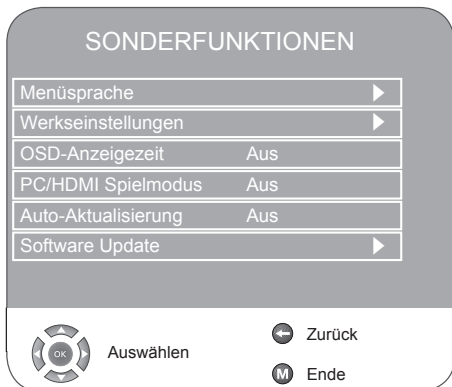 SONDERFUNKTIONEN
Menüsprache
Werkseinstellungen
OSD-Anzeigezeit Aus
PC/HDMI Spielmodus Aus
Auto-Aktualisierung Aus
Software Update
OK Auswählen
Zurück
M Ende